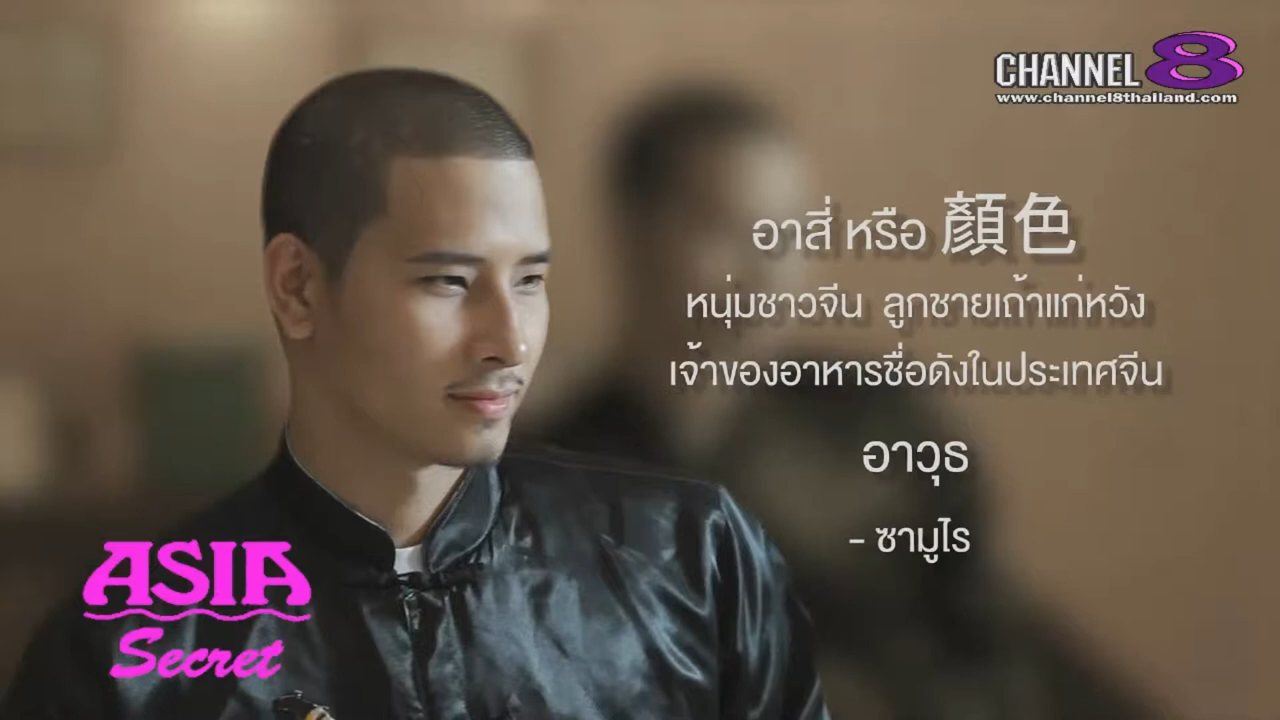 CHANNEL 8
www.channel8thailand.com
อาสี่ หรือ 顏色
หนุ่มชาวจีน ลูกชายเถ้าแก่หวัง
เจ้าของอาหารชื่อดังในประเทศจีน
อาวุธ
- ซามูไร
ASIA
Secret